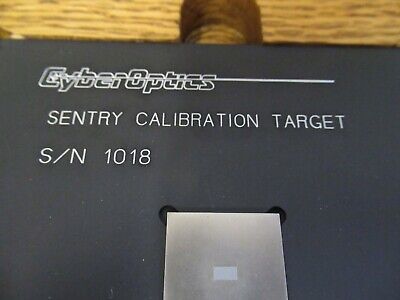 CyberOptics
SENTRY CALIBRATION TARGET
S/N 1018